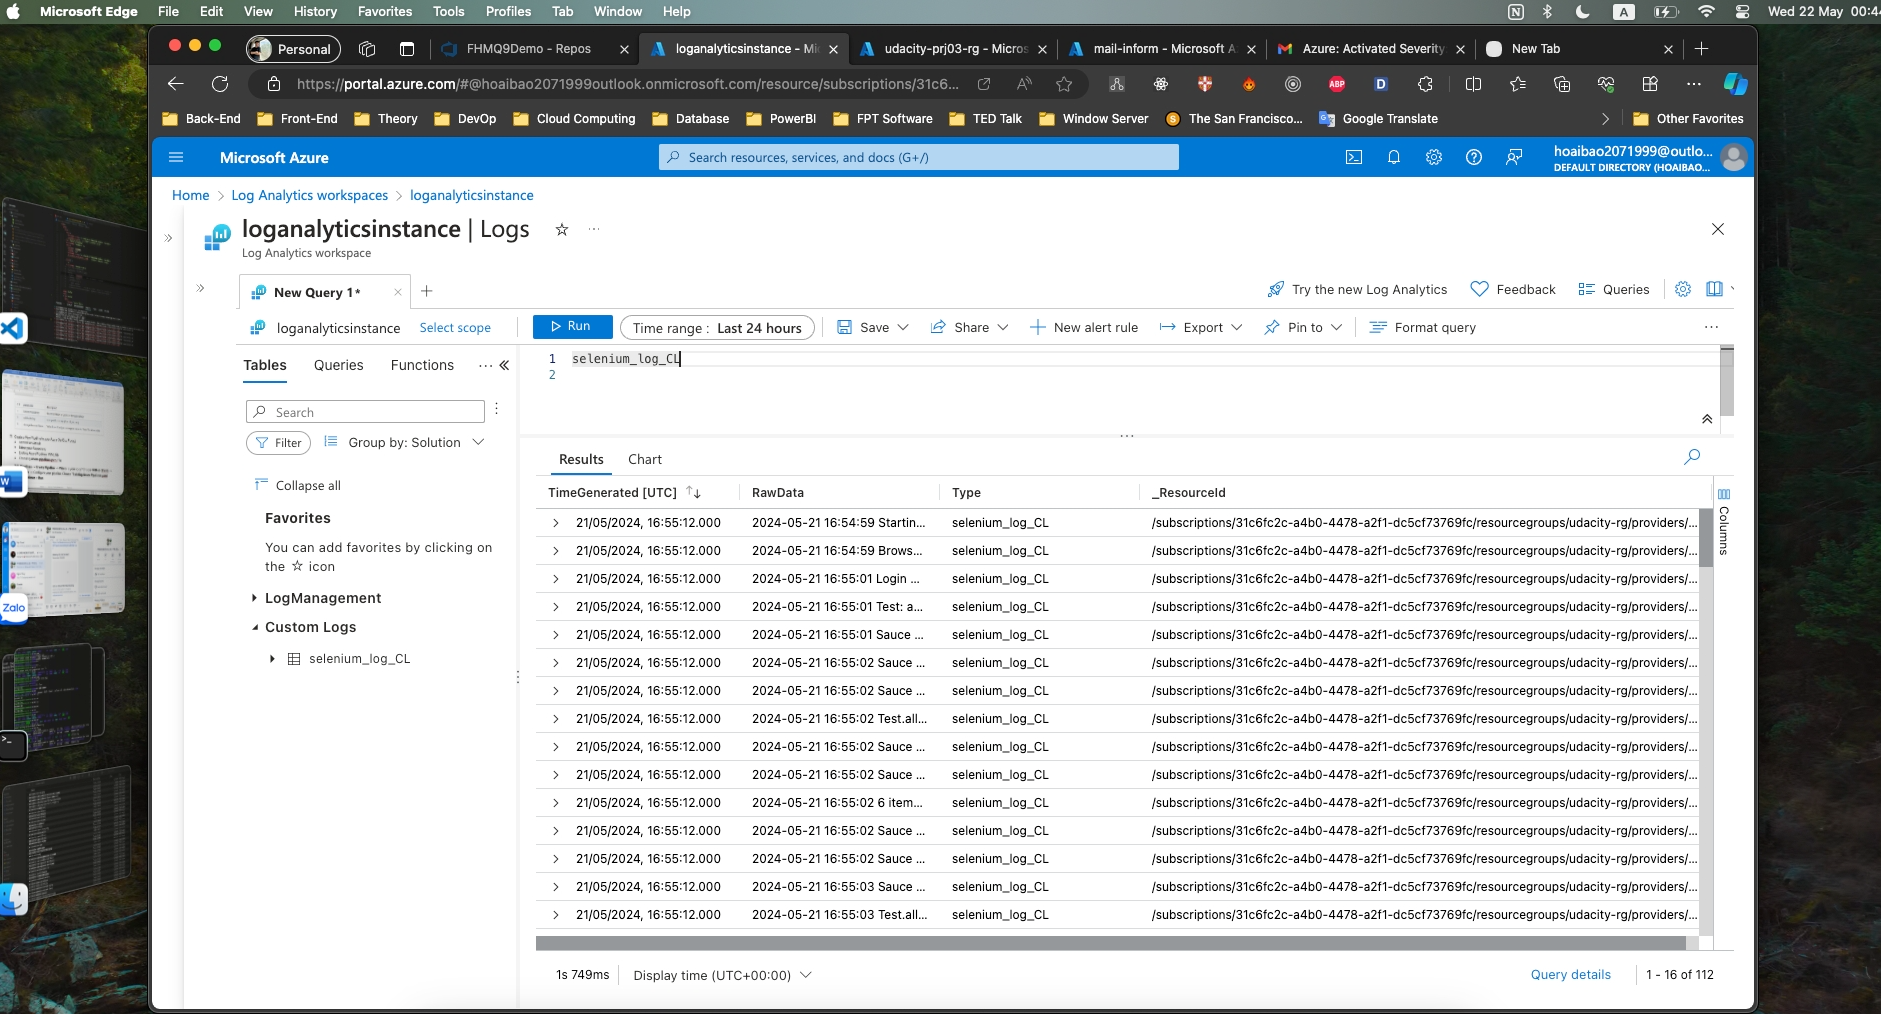 Microsoft Edge File Edit View History Favorites Tools Profiles Tab Window Help N A Wed 22 May 00:4
Personal FHMQ9Demo - Repos loganalyticsinstance - Mi udacity-prj03-rg - Micros mail-inform - Microsoft A Azure: Activated Severity New Tab
https://portal.azure.com/#@hoaibao2071999outlook.onmicrosoft.com/resource/subscriptions/31c6... ABP D
Back-End Front-End Theory DevOp Cloud Computing Database PowerBI FPT Software TED Talk Window Server The San Francisco... Google Translate Other Favorites
Microsoft Azure Search resources, services, and docs (G+/) hoaibao2071999@outlo...
DEFAULT DIRECTORY (HOAIBAO...
Home > Log Analytics workspaces > loganalyticsinstance
loganalyticsinstance | Logs
Log Analytics workspace
New Query 1* Try the new Log Analytics Feedback Queries
loganalyticsinstance Select scope Run Time range : Last 24 hours Save Share New alert rule Export Pin to Format query
Tables Queries Functions
1 selenium_log_CL
2
Search
Filter Group by: Solution
Collapse all
Favorites
You can add favorites by clicking on
the ☆ icon
LogManagement
Custom Logs
selenium_log_CL
Results Chart
TimeGenerated [UTC] RawData Type _ResourceId
21/05/2024, 16:55:12.000 2024-05-21 16:54:59 Startin... selenium_log_CL /subscriptions/31c6fc2c-a4b0-4478-a2f1-dc5cf73769fc/resourcegroups/udacity-rg/providers/...
21/05/2024, 16:55:12.000 2024-05-21 16:54:59 Brows... selenium_log_CL /subscriptions/31c6fc2c-a4b0-4478-a2f1-dc5cf73769fc/resourcegroups/udacity-rg/providers/...
21/05/2024, 16:55:12.000 2024-05-21 16:55:01 Login ... selenium_log_CL /subscriptions/31c6fc2c-a4b0-4478-a2f1-dc5cf73769fc/resourcegroups/udacity-rg/providers/...
21/05/2024, 16:55:12.000 2024-05-21 16:55:01 Test: a... selenium_log_CL /subscriptions/31c6fc2c-a4b0-4478-a2f1-dc5cf73769fc/resourcegroups/udacity-rg/providers/...
21/05/2024, 16:55:12.000 2024-05-21 16:55:01 Sauce ... selenium_log_CL /subscriptions/31c6fc2c-a4b0-4478-a2f1-dc5cf73769fc/resourcegroups/udacity-rg/providers/...
21/05/2024, 16:55:12.000 2024-05-21 16:55:02 Sauce ... selenium_log_CL /subscriptions/31c6fc2c-a4b0-4478-a2f1-dc5cf73769fc/resourcegroups/udacity-rg/providers/...
21/05/2024, 16:55:12.000 2024-05-21 16:55:02 Sauce ... selenium_log_CL /subscriptions/31c6fc2c-a4b0-4478-a2f1-dc5cf73769fc/resourcegroups/udacity-rg/providers/...
21/05/2024, 16:55:12.000 2024-05-21 16:55:02 Test.all... selenium_log_CL /subscriptions/31c6fc2c-a4b0-4478-a2f1-dc5cf73769fc/resourcegroups/udacity-rg/providers/...
21/05/2024, 16:55:12.000 2024-05-21 16:55:02 Sauce ... selenium_log_CL /subscriptions/31c6fc2c-a4b0-4478-a2f1-dc5cf73769fc/resourcegroups/udacity-rg/providers/...
21/05/2024, 16:55:12.000 2024-05-21 16:55:02 Sauce ... selenium_log_CL /subscriptions/31c6fc2c-a4b0-4478-a2f1-dc5cf73769fc/resourcegroups/udacity-rg/providers/...
21/05/2024, 16:55:12.000 2024-05-21 16:55:02 6 item... selenium_log_CL /subscriptions/31c6fc2c-a4b0-4478-a2f1-dc5cf73769fc/resourcegroups/udacity-rg/providers/...
21/05/2024, 16:55:12.000 2024-05-21 16:55:02 Sauce ... selenium_log_CL /subscriptions/31c6fc2c-a4b0-4478-a2f1-dc5cf73769fc/resourcegroups/udacity-rg/providers/...
21/05/2024, 16:55:12.000 2024-05-21 16:55:02 Sauce ... selenium_log_CL /subscriptions/31c6fc2c-a4b0-4478-a2f1-dc5cf73769fc/resourcegroups/udacity-rg/providers/...
21/05/2024, 16:55:12.000 2024-05-21 16:55:03 Sauce ... selenium_log_CL /subscriptions/31c6fc2c-a4b0-4478-a2f1-dc5cf73769fc/resourcegroups/udacity-rg/providers/...
21/05/2024, 16:55:12.000 2024-05-21 16:55:03 Test.all... selenium_log_CL /subscriptions/31c6fc2c-a4b0-4478-a2f1-dc5cf73769fc/resourcegroups/udacity-rg/providers/...
Columns
1s 749ms Display time (UTC+00:00) Query details 1 - 16 of 112
W
Zalo